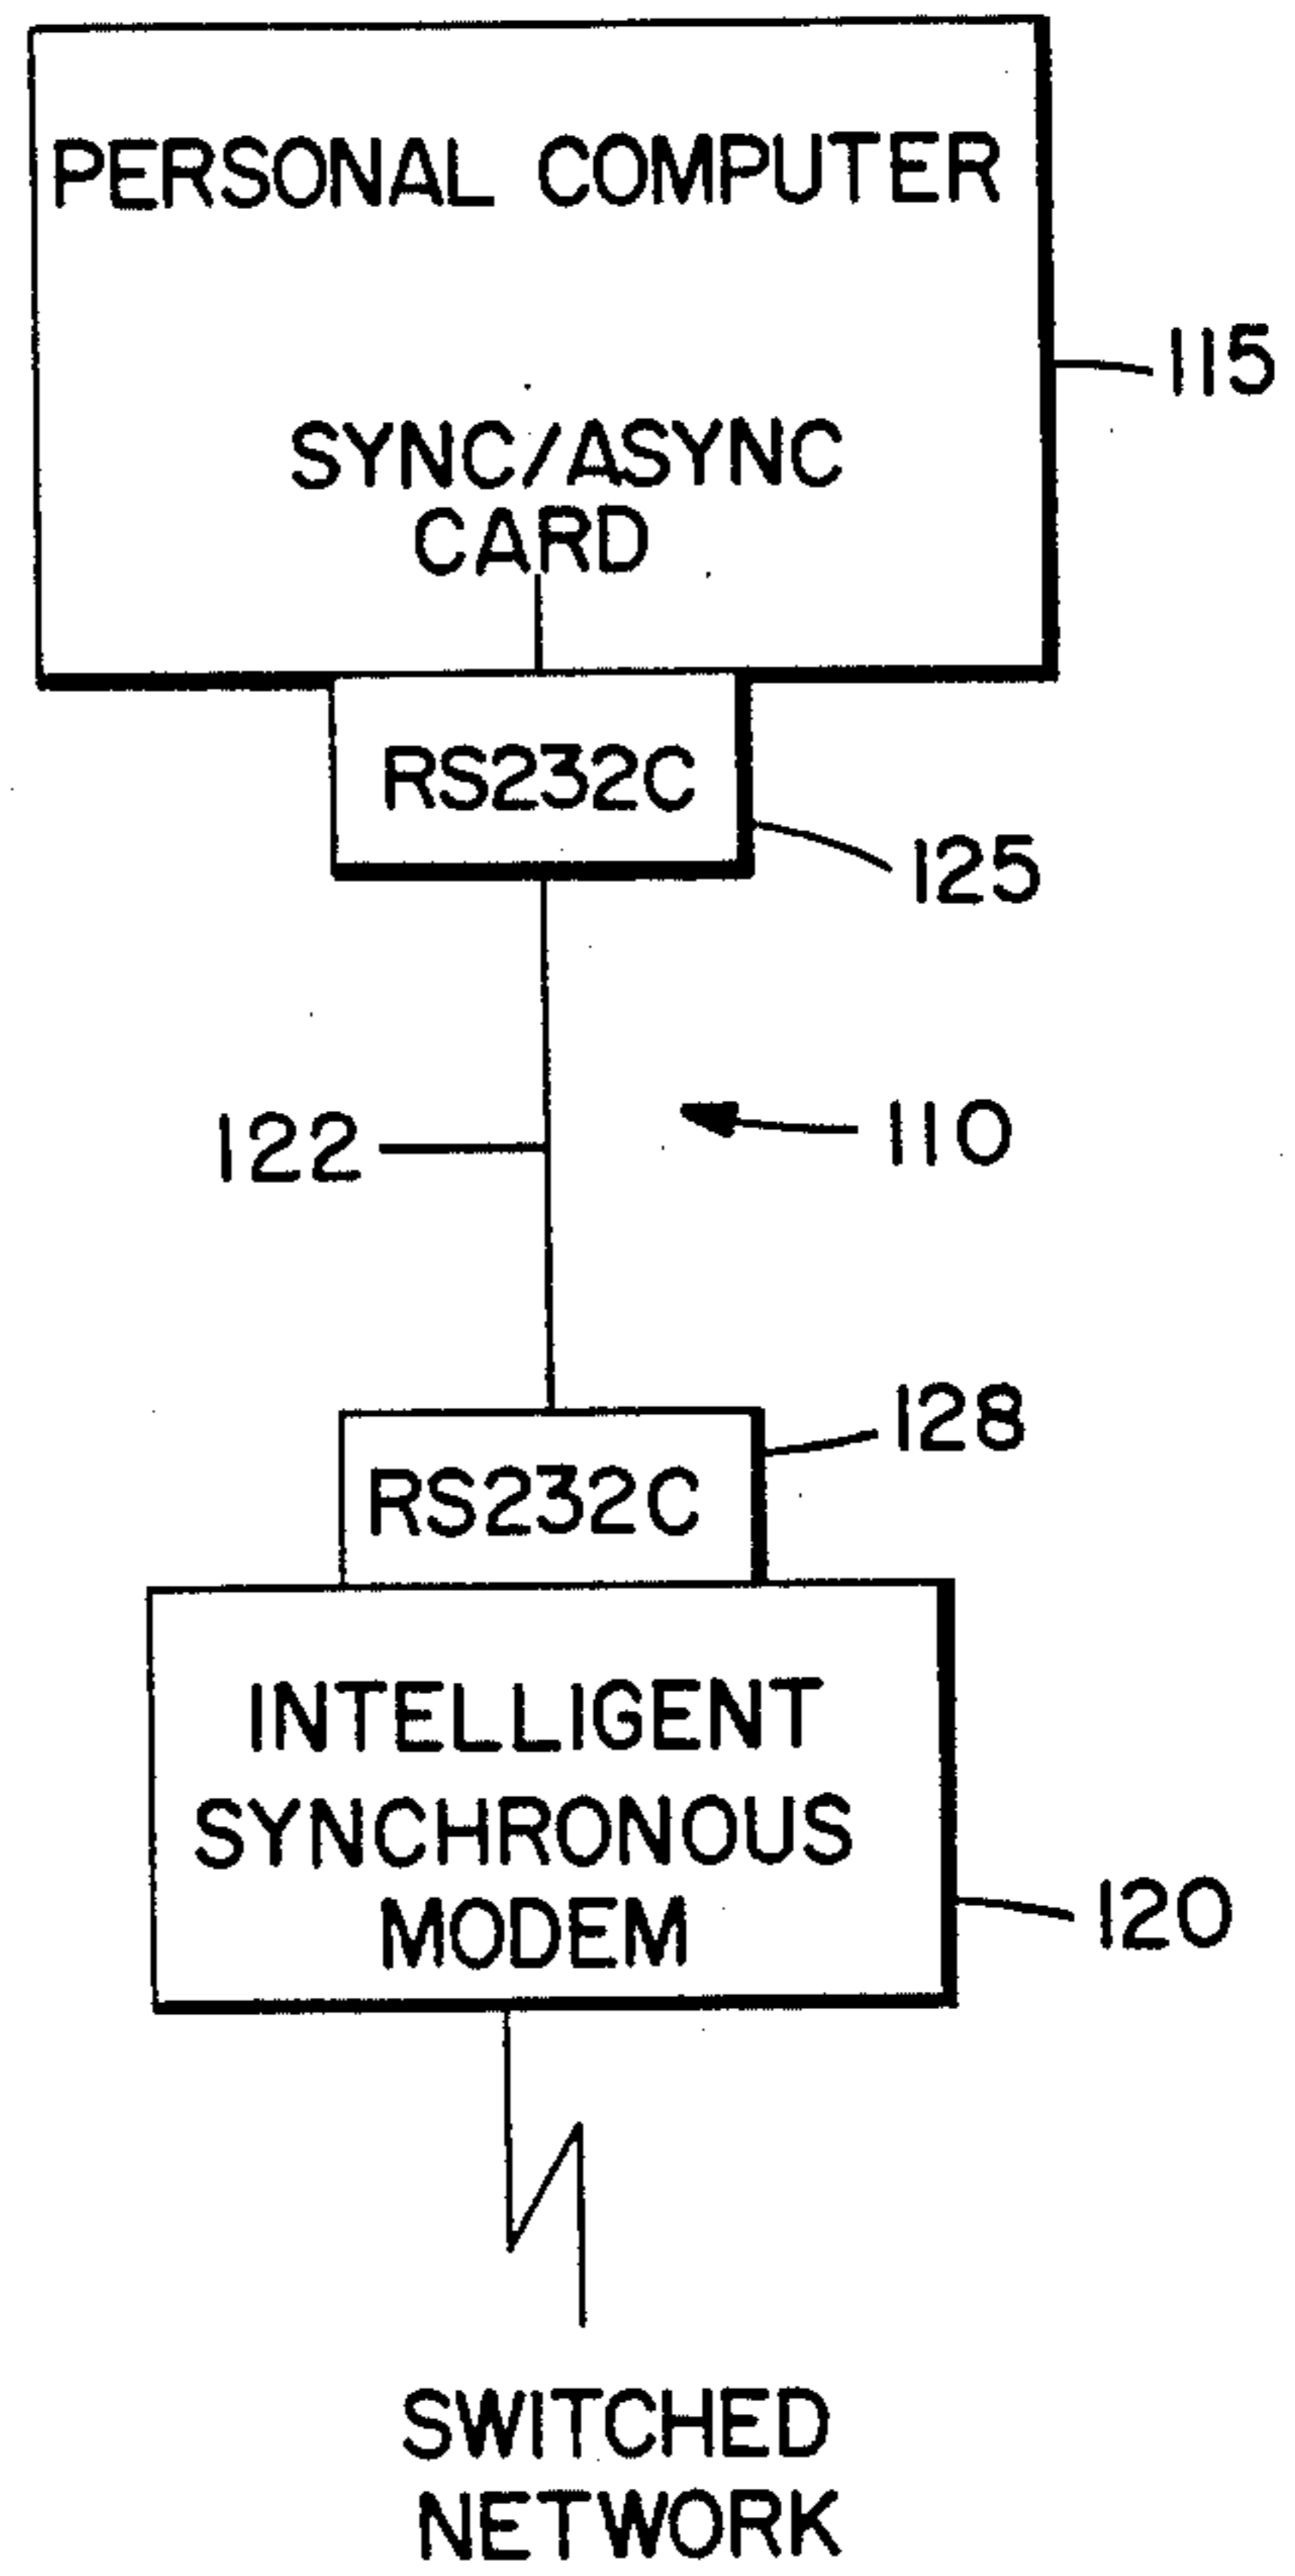 PERSONAL COMPUTER
115
SYNC/ASYNC
CARD
RS232C
125
122
110
128
RS232C
INTELLIGENT
SYNCHRONOUS
MODEM
120
SWITCHED
NETWORK